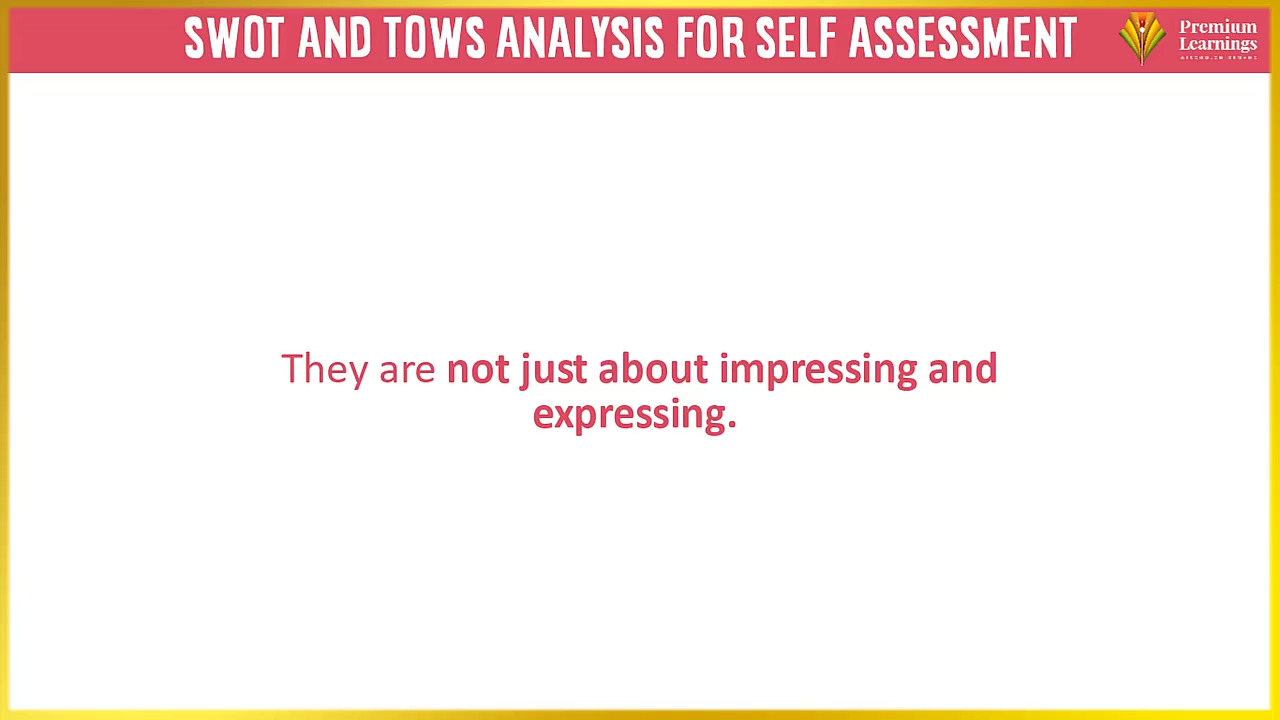 SWOT AND TOWS ANALYSIS FOR SELF ASSESSMENT
Premium
Learnings
They are not just about impressing and
expressing.